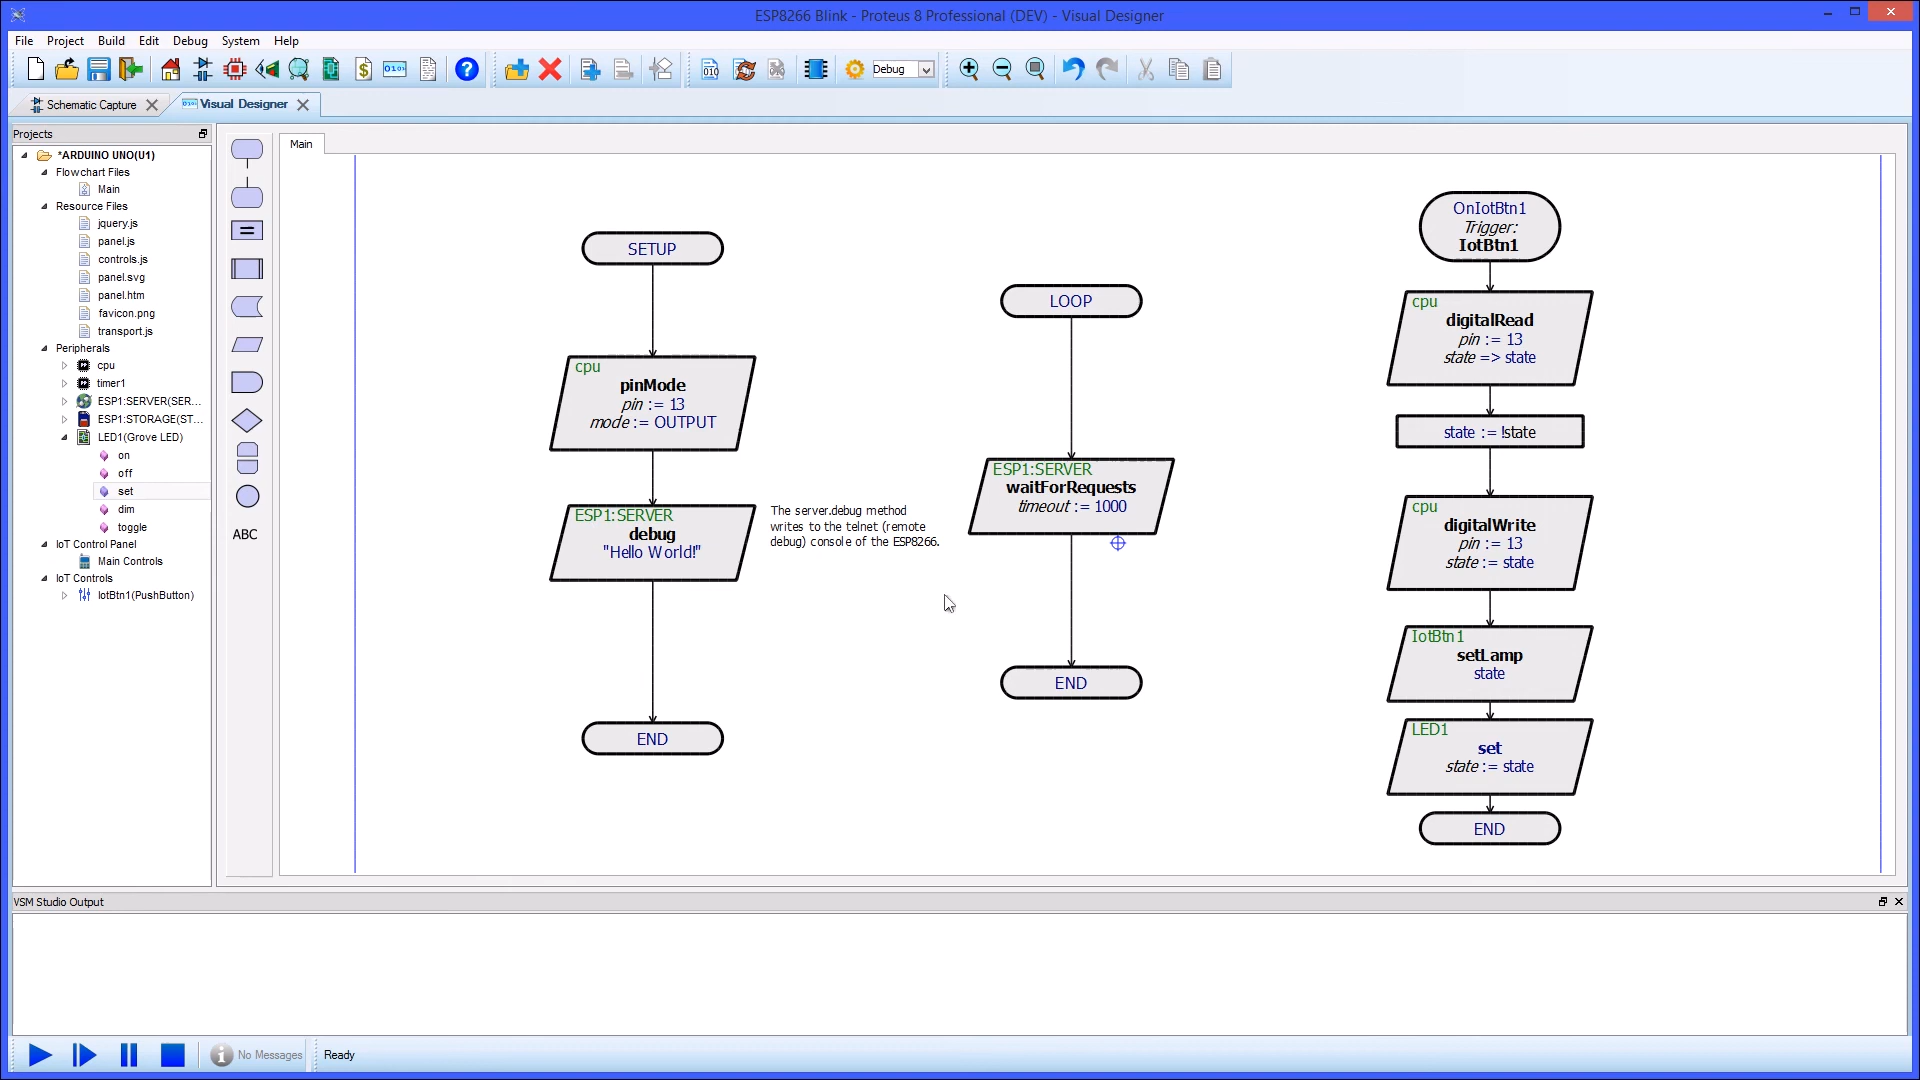 ESP8266 Blink - Proteus 8 Professional (DEV) - Visual Designer
File Project Build Edit Debug System Help
Debug
Schematic Capture
Visual Designer
Projects
*ARDUINO UNO(U1)
Flowchart Files
Main
Resource Files
jquery.js
panel.js
controls.js
panel.svg
panel.htm
favicon.png
transport.js
Peripherals
cpu
timer1
ESP1:SERVER(SER...
ESP1:STORAGE(ST...
LED1(Grove LED)
on
off
set
dim
toggle
IoT Control Panel
Main Controls
IoT Controls
IotBtn1(PushButton)
ABC
Main
SETUP
cpu
pinMode
pin := 13
mode := OUTPUT
ESP1:SERVER
debug
"Hello World!"
END
The server.debug method
writes to the telnet (remote
debug) console of the ESP8266.
LOOP
ESP1:SERVER
waitForRequests
timeout := 1000
END
OnIotBtn1
Trigger:
IotBtn1
cpu
digitalRead
pin := 13
state => state
state := !state
cpu
digitalWrite
pin := 13
state := state
IotBtn1
setLamp
state
LED1
set
state := state
END
VSM Studio Output
No Messages
Ready